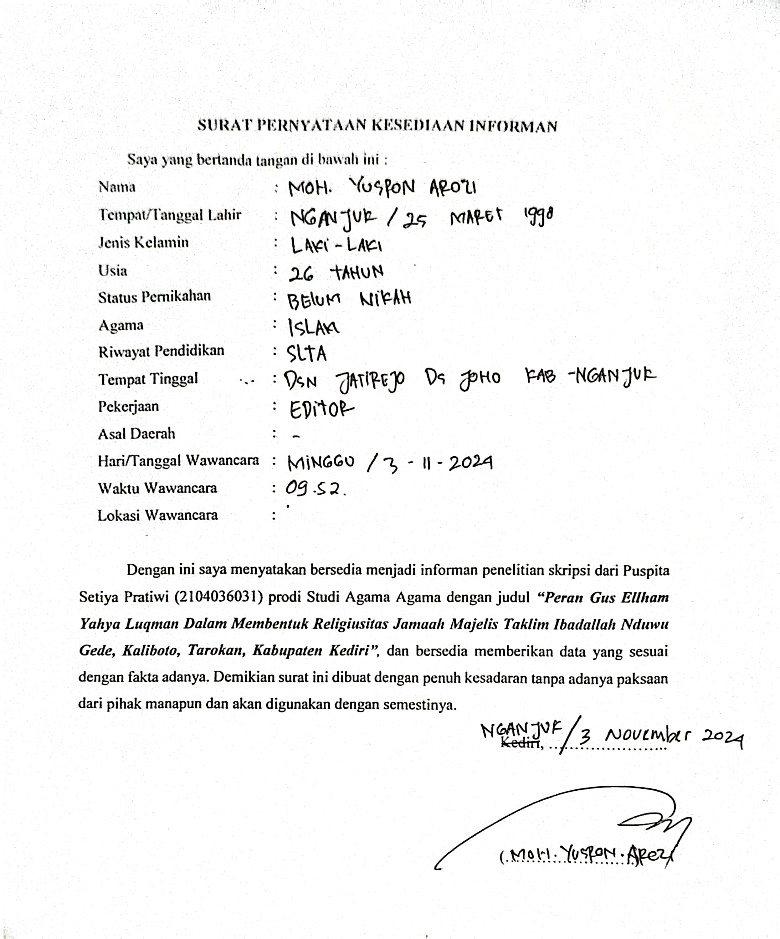 SURAT PERNYATAAN KESEDIAAN INFORMAN
Saya yang bertanda tangan di bawah ini :
Nama : MOH. YUSRON AROZI
Tempat/Tanggal Lahir : NGANJUK / 25 MARET 1998
Jenis Kelamin : LAKI-LAKI
Usia : 26 TAHUN
Status Pernikahan : BELUM NIKAH
Agama : ISLAM
Riwayat Pendidikan : SLTA
Tempat Tinggal : DSN JATIREJO DS JOHO KAB -NGANJUK
Pekerjaan : EDITOR
Asal Daerah : -
Hari/Tanggal Wawancara : MINGGU / 3 - 11 - 2024
Waktu Wawancara : 09.52.
Lokasi Wawancara :
Dengan ini saya menyatakan bersedia menjadi informan penelitian skripsi dari Puspita
Setiya Pratiwi (2104036031) prodi Studi Agama Agama dengan judul “Peran Gus Ellham
Yahya Luqman Dalam Membentuk Religiusitas Jamaah Majelis Taklim Ibadallah Nduwu
Gede, Kaliboto, Tarokan, Kabupaten Kediri”, dan bersedia memberikan data yang sesuai
dengan fakta adanya. Demikian surat ini dibuat dengan penuh kesadaran tanpa adanya paksaan
dari pihak manapun dan akan digunakan dengan semestinya.
NGANJUK / 3 NOVEMBER 2024
Kediri, ........................
(.MOH. YUSRON. AROZI